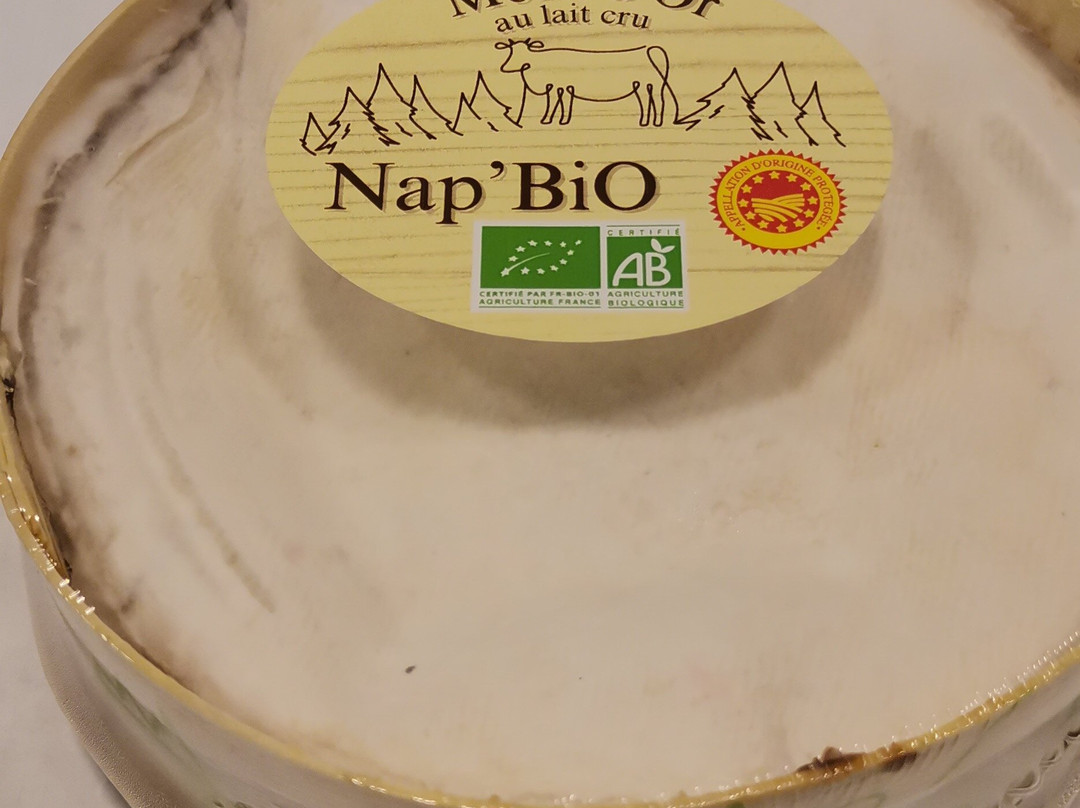 au lait cru
Nap'BiO
APPELLATION D'ORIGINE PROTÉGÉE
CERTIFIÉ
AB
CERTIFIÉ PAR FR-BIO-01
AGRICULTURE FRANCE
AGRICULTURE
BIOLOGIQUE